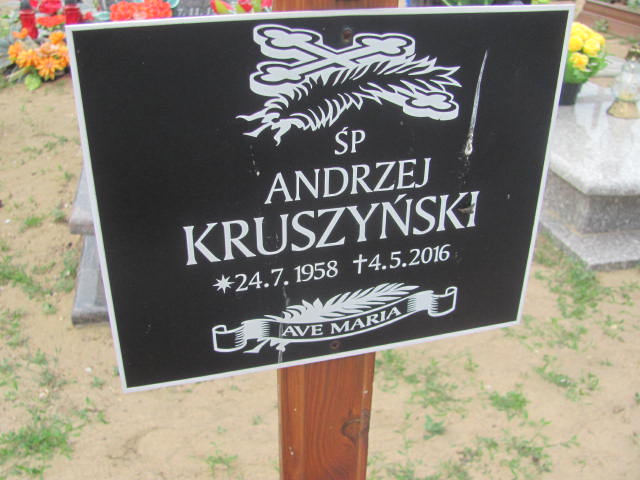 ŚP
ANDRZEJ
KRUSZYŃSKI
*24.7.1958 †4.5.2016
AVE MARIA